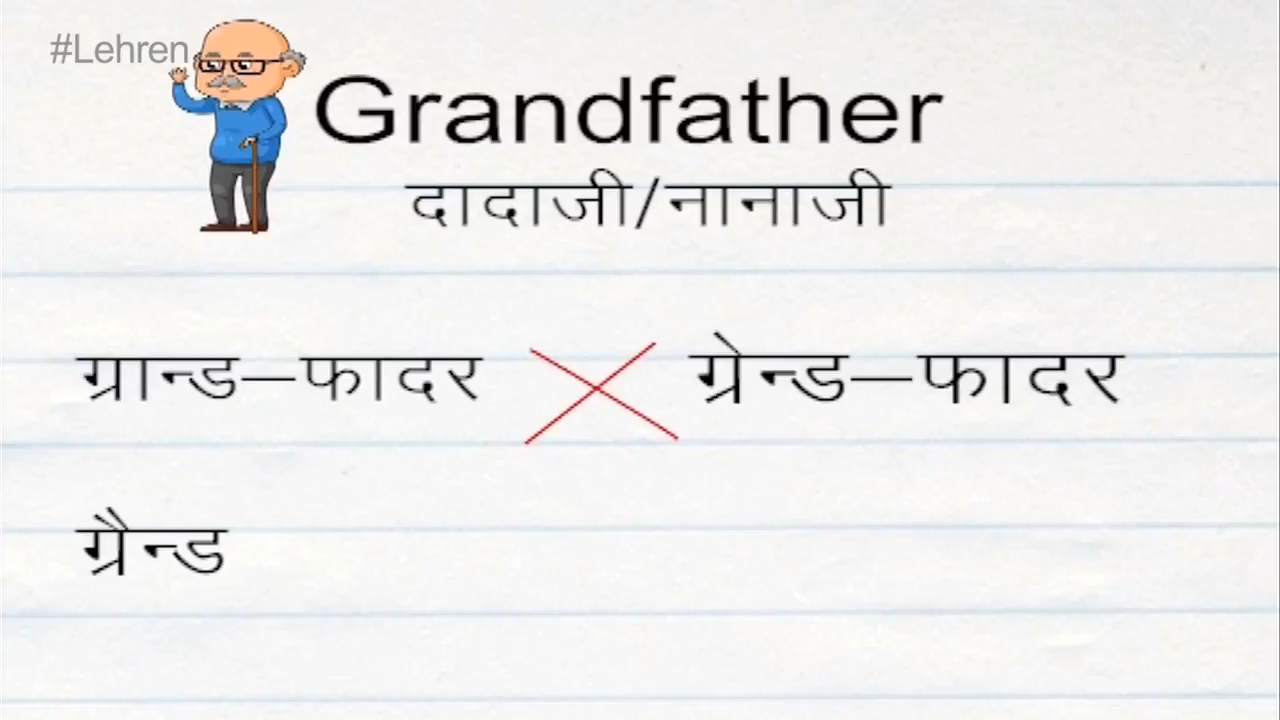 #Lehren
Grandfather
दादाजी/नानाजी
ग्रान्ड–फादर ग्रेन्ड–फादर
ग्रैन्ड